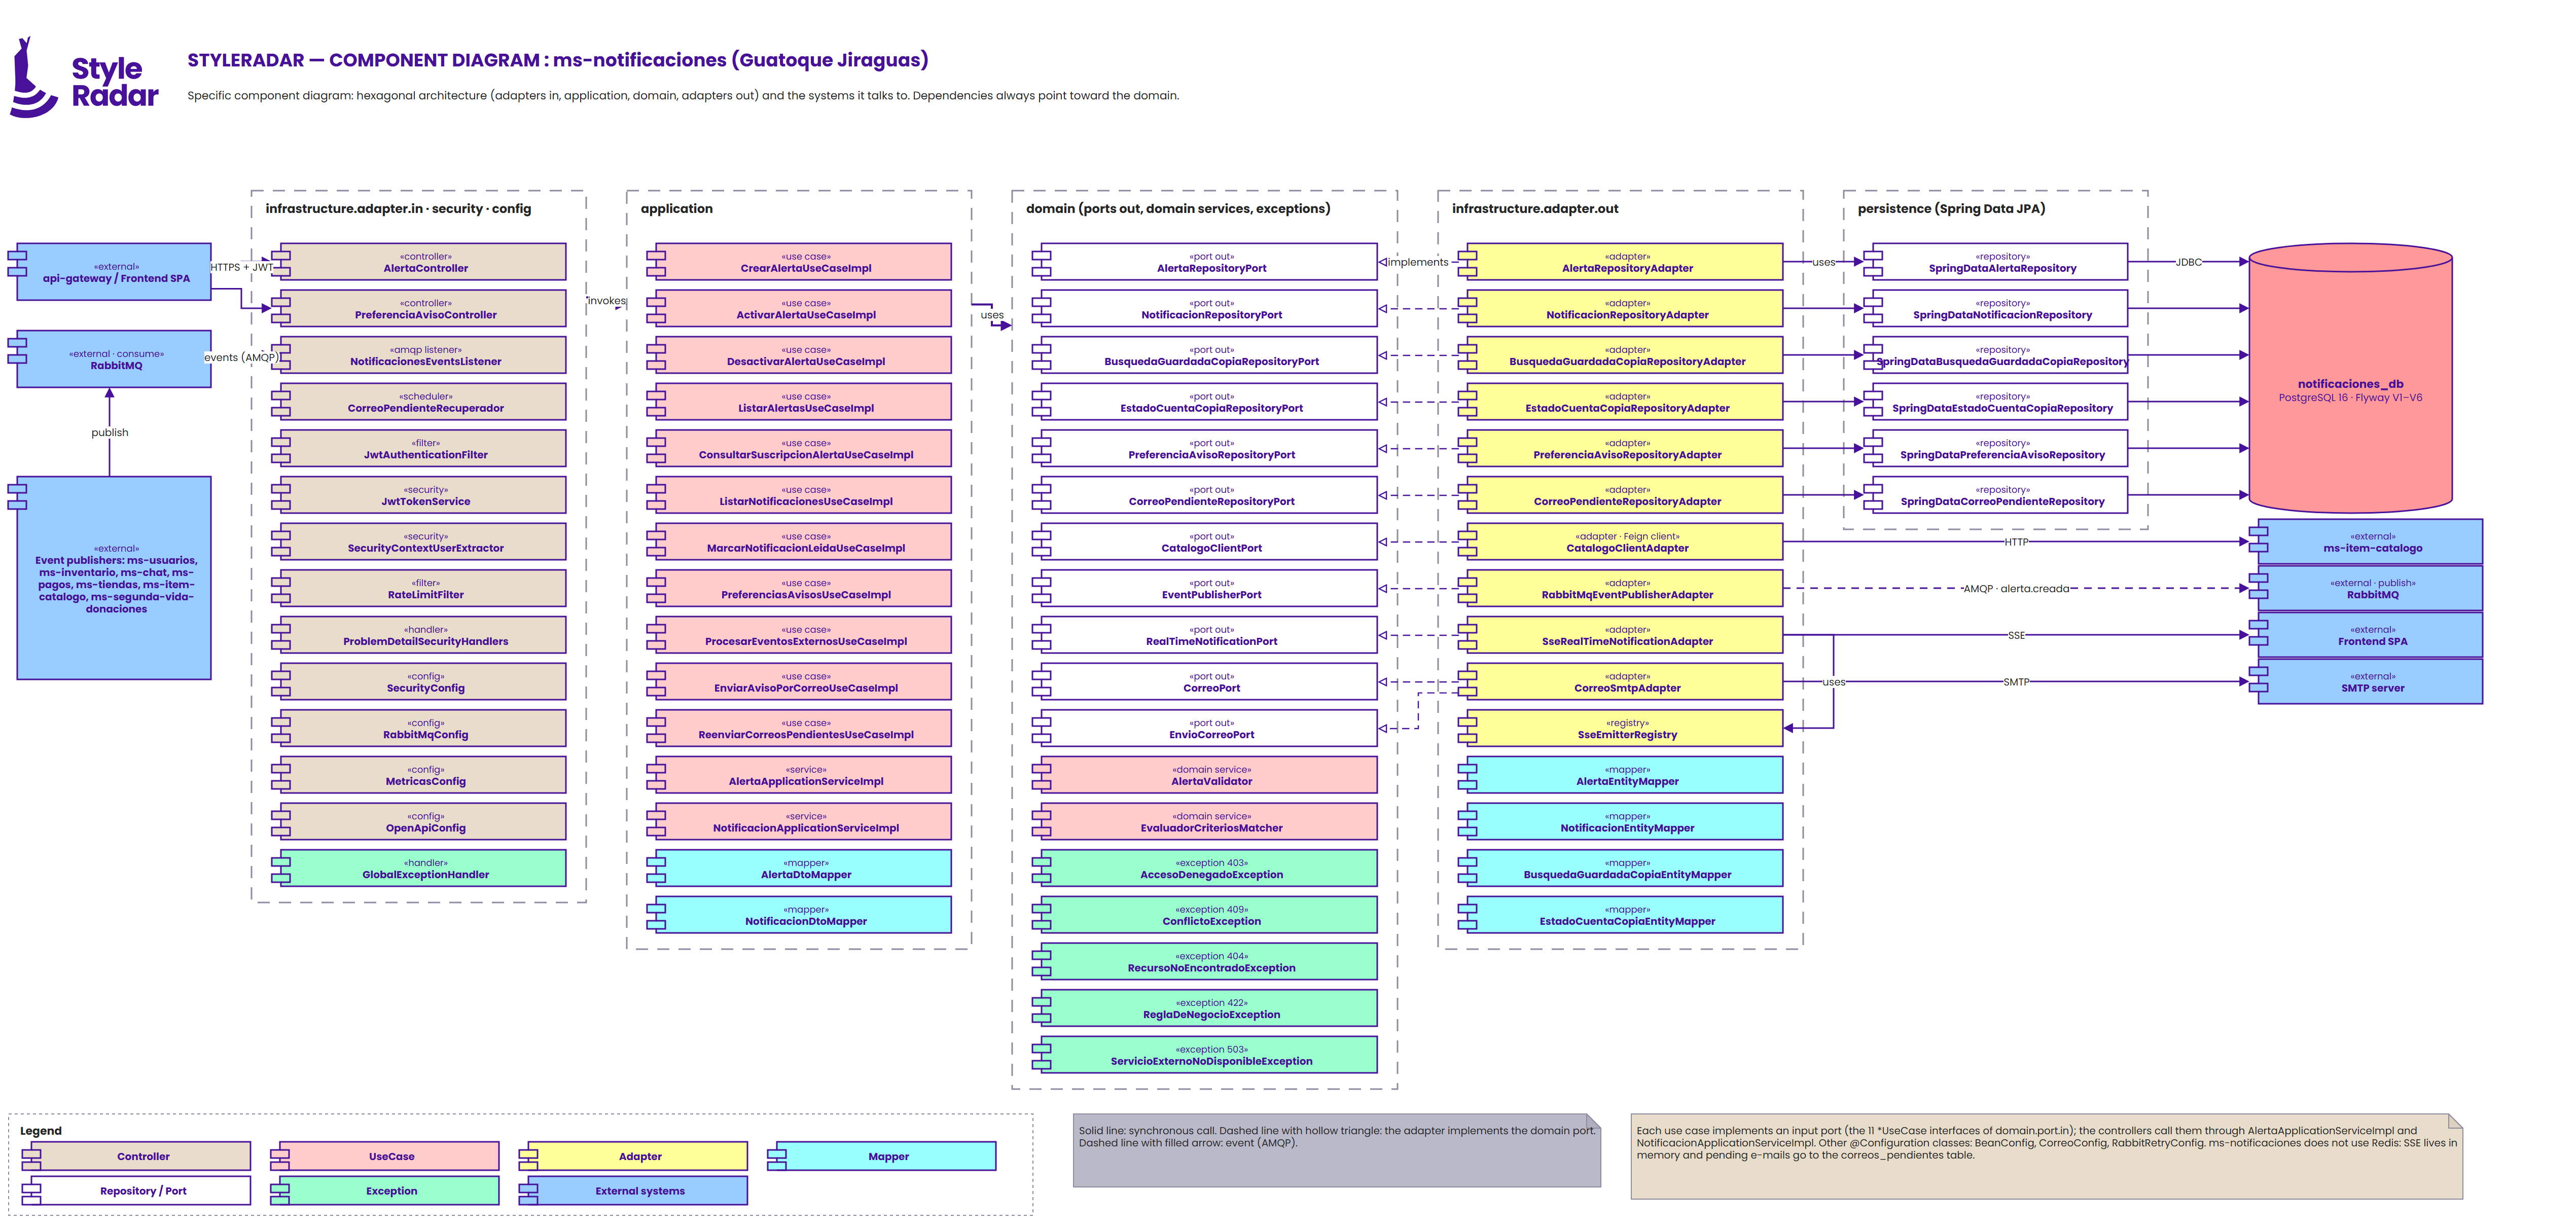 Style
Radar
STYLERADAR — COMPONENT DIAGRAM : ms-notificaciones (Guatoque Jiraguas)
Specific component diagram: hexagonal architecture (adapters in, application, domain, adapters out) and the systems it talks to. Dependencies always point toward the domain.
«external»
api-gateway / Frontend SPA
HTTPS + JWT
«external · consume»
RabbitMQ
events (AMQP)
publish
«external»
Event publishers: ms-usuarios,
ms-inventario, ms-chat, ms-
pagos, ms-tiendas, ms-item-
catalogo, ms-segunda-vida-
donaciones
infrastructure.adapter.in · security · config
«controller»
AlertaController
«controller»
PreferenciaAvisoController
«amqp listener»
NotificacionesEventsListener
«scheduler»
CorreoPendienteRecuperador
«filter»
JwtAuthenticationFilter
«security»
JwtTokenService
«security»
SecurityContextUserExtractor
«filter»
RateLimitFilter
«handler»
ProblemDetailSecurityHandlers
«config»
SecurityConfig
«config»
RabbitMqConfig
«config»
MetricasConfig
«config»
OpenApiConfig
«handler»
GlobalExceptionHandler
invokes
application
«use case»
CrearAlertaUseCaseImpl
«use case»
ActivarAlertaUseCaseImpl
«use case»
DesactivarAlertaUseCaseImpl
«use case»
ListarAlertasUseCaseImpl
«use case»
ConsultarSuscripcionAlertaUseCaseImpl
«use case»
ListarNotificacionesUseCaseImpl
«use case»
MarcarNotificacionLeidaUseCaseImpl
«use case»
PreferenciasAvisosUseCaseImpl
«use case»
ProcesarEventosExternosUseCaseImpl
«use case»
EnviarAvisoPorCorreoUseCaseImpl
«use case»
ReenviarCorreosPendientesUseCaseImpl
«service»
AlertaApplicationServiceImpl
«service»
NotificacionApplicationServiceImpl
«mapper»
AlertaDtoMapper
«mapper»
NotificacionDtoMapper
uses
domain (ports out, domain services, exceptions)
«port out»
AlertaRepositoryPort
«port out»
NotificacionRepositoryPort
«port out»
BusquedaGuardadaCopiaRepositoryPort
«port out»
EstadoCuentaCopiaRepositoryPort
«port out»
PreferenciaAvisoRepositoryPort
«port out»
CorreoPendienteRepositoryPort
«port out»
CatalogoClientPort
«port out»
EventPublisherPort
«port out»
RealTimeNotificationPort
«port out»
CorreoPort
«port out»
EnvioCorreoPort
«domain service»
AlertaValidator
«domain service»
EvaluadorCriteriosMatcher
«exception 403»
AccesoDenegadoException
«exception 409»
ConflictoException
«exception 404»
RecursoNoEncontradoException
«exception 422»
ReglaDeNegocioException
«exception 503»
ServicioExternoNoDisponibleException
implements
infrastructure.adapter.out
«adapter»
AlertaRepositoryAdapter
«adapter»
NotificacionRepositoryAdapter
«adapter»
BusquedaGuardadaCopiaRepositoryAdapter
«adapter»
EstadoCuentaCopiaRepositoryAdapter
«adapter»
PreferenciaAvisoRepositoryAdapter
«adapter»
CorreoPendienteRepositoryAdapter
«adapter · Feign client»
CatalogoClientAdapter
«adapter»
RabbitMqEventPublisherAdapter
«adapter»
SseRealTimeNotificationAdapter
«adapter»
CorreoSmtpAdapter
«registry»
SseEmitterRegistry
«mapper»
AlertaEntityMapper
«mapper»
NotificacionEntityMapper
«mapper»
BusquedaGuardadaCopiaEntityMapper
«mapper»
EstadoCuentaCopiaEntityMapper
uses
uses
persistence (Spring Data JPA)
«repository»
SpringDataAlertaRepository
«repository»
SpringDataNotificacionRepository
«repository»
SpringDataBusquedaGuardadaCopiaRepository
«repository»
SpringDataEstadoCuentaCopiaRepository
«repository»
SpringDataPreferenciaAvisoRepository
«repository»
SpringDataCorreoPendienteRepository
JDBC
HTTP
AMQP · alerta.creada
SSE
SMTP
notificaciones_db
PostgreSQL 16 · Flyway V1–V6
«external»
ms-item-catalogo
«external · publish»
RabbitMQ
«external»
Frontend SPA
«external»
SMTP server
Legend
Controller
UseCase
Adapter
Mapper
Repository / Port
Exception
External systems
Solid line: synchronous call. Dashed line with hollow triangle: the adapter implements the domain port.
Dashed line with filled arrow: event (AMQP).
Each use case implements an input port (the 11 *UseCase interfaces of domain.port.in); the controllers call them through AlertaApplicationServiceImpl and
NotificacionApplicationServiceImpl. Other @Configuration classes: BeanConfig, CorreoConfig, RabbitRetryConfig. ms-notificaciones does not use Redis: SSE lives in
memory and pending e-mails go to the correos_pendientes table.